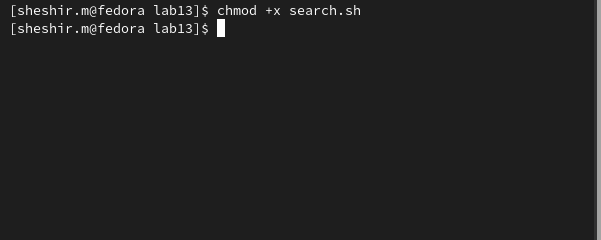 [sheshir.m@fedora lab13]$ chmod +x search.sh
[sheshir.m@fedora lab13]$